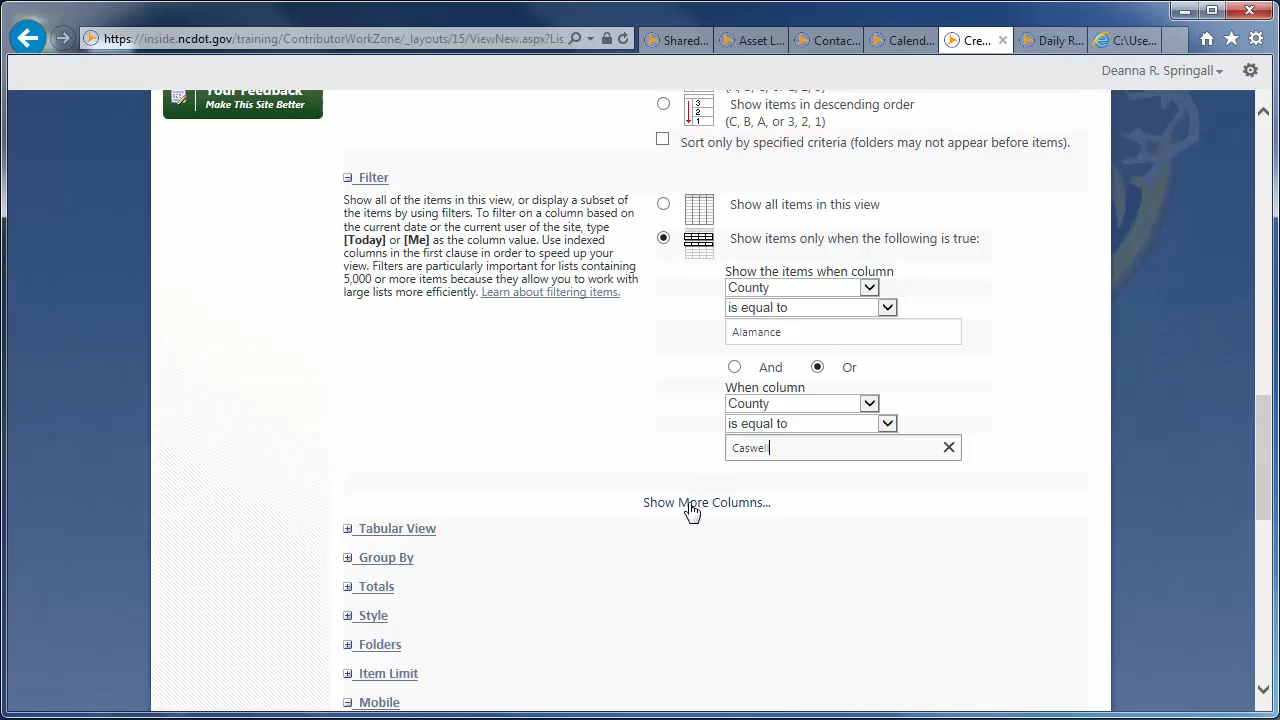 https://inside.ncdot.gov/training/ContributorWorkZone/_layouts/15/ViewNew.aspx?Lis
Shared...
Asset L...
Contac...
Calend...
Cre...
Daily R...
C:\Use...
Deanna R. Springall
Your Feedback
Make This Site Better
Show items in descending order
(C, B, A, or 3, 2, 1)
Sort only by specified criteria (folders may not appear before items).
Filter
Show all of the items in this view, or display a subset of
the items by using filters. To filter on a column based on
the current date or the current user of the site, type
[Today] or [Me] as the column value. Use indexed
columns in the first clause in order to speed up your
view. Filters are particularly important for lists containing
5,000 or more items because they allow you to work with
large lists more efficiently. Learn about filtering items.
Show all items in this view
Show items only when the following is true:
Show the items when column
County
is equal to
Alamance
And Or
When column
County
is equal to
Caswell
Show More Columns...
Tabular View
Group By
Totals
Style
Folders
Item Limit
Mobile